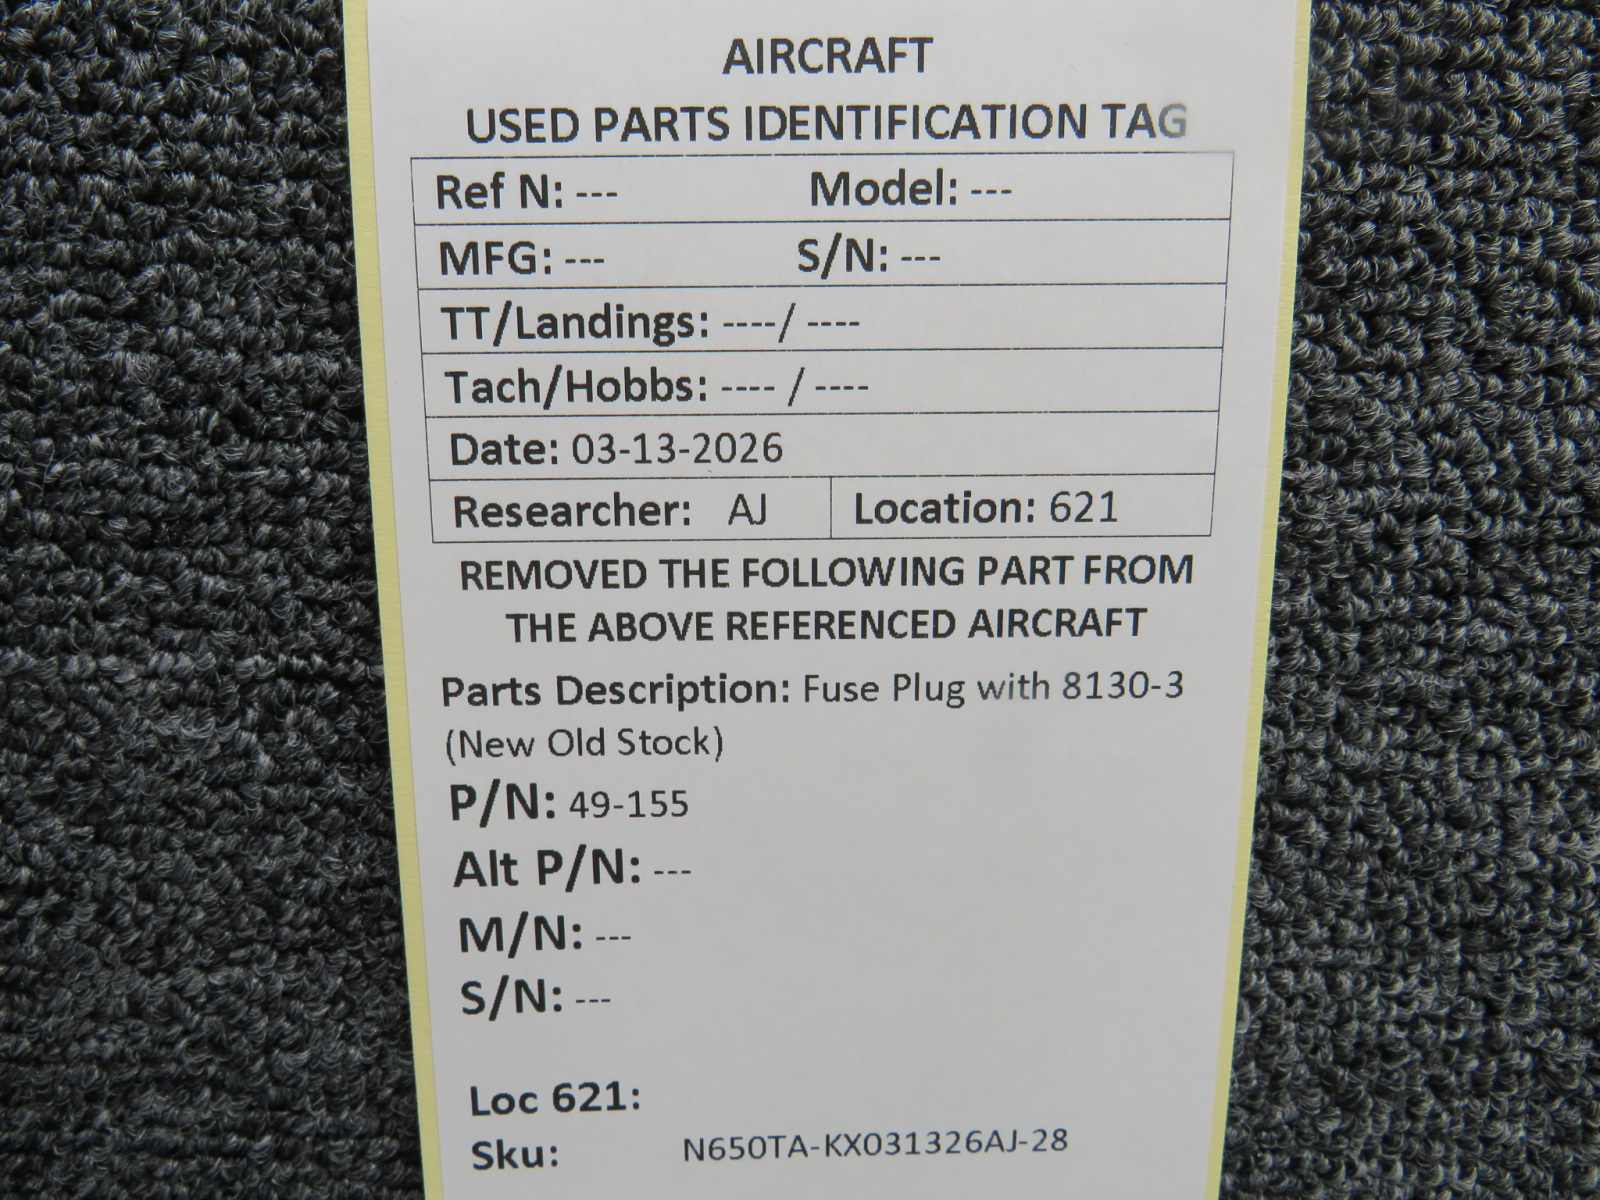 AIRCRAFT
USED PARTS IDENTIFICATION TAG
Ref N: --- Model: ---
MFG: --- S/N: ---
TT/Landings: ----/ ----
Tach/Hobbs: ---- / ----
Date: 03-13-2026
Researcher: AJ Location: 621
REMOVED THE FOLLOWING PART FROM
THE ABOVE REFERENCED AIRCRAFT
Parts Description: Fuse Plug with 8130-3
(New Old Stock)
P/N: 49-155
Alt P/N: ---
M/N: ---
S/N: ---
Loc 621:
Sku: N650TA-KX031326AJ-28